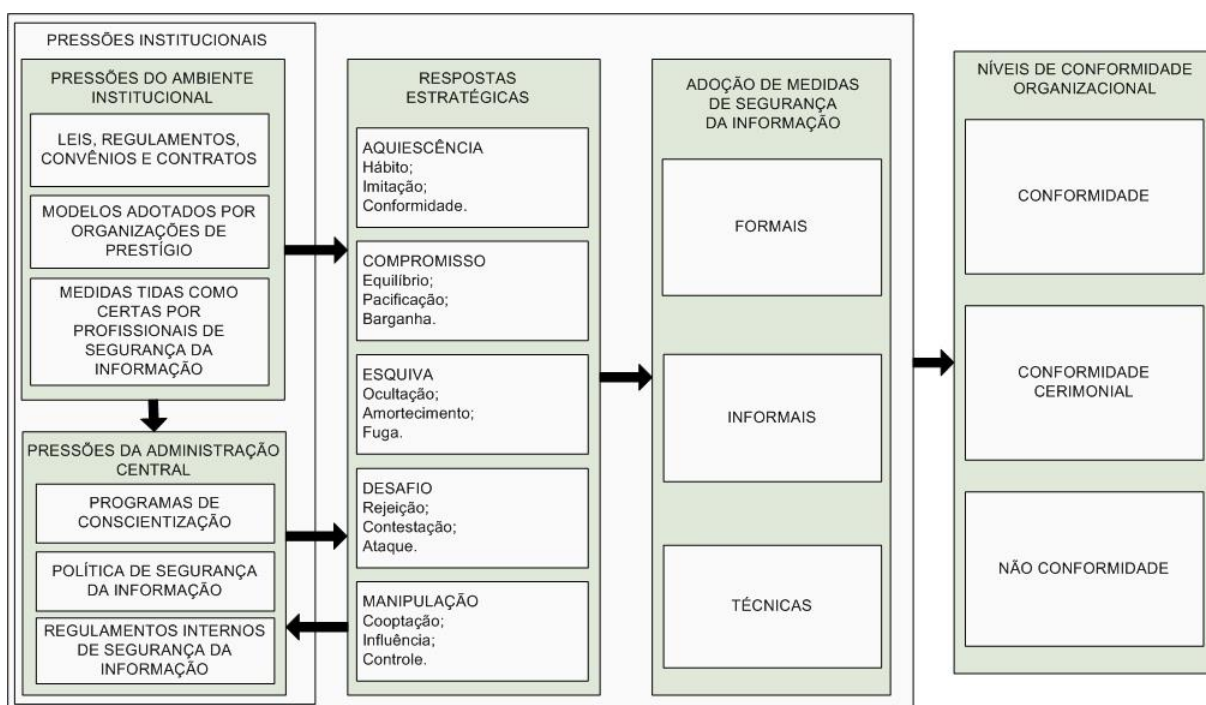 PRESSÕES INSTITUCIONAIS
PRESSÕES DO AMBIENTE
INSTITUCIONAL
LEIS, REGULAMENTOS,
CONVÊNIOS E CONTRATOS
MODELOS ADOTADOS POR
ORGANIZAÇÕES DE
PRESTÍGIO
MEDIDAS TIDAS COMO
CERTAS POR
PROFISSIONAIS DE
SEGURANÇA DA
INFORMAÇÃO
PRESSÕES DA ADMINISTRAÇÃO
CENTRAL
PROGRAMAS DE
CONSCIENTIZAÇÃO
POLÍTICA DE SEGURANÇA
DA INFORMAÇÃO
REGULAMENTOS INTERNOS
DE SEGURANÇA DA
INFORMAÇÃO
RESPOSTAS
ESTRATÉGICAS
AQUIESCÊNCIA
Hábito;
Imitação;
Conformidade.
COMPROMISSO
Equilíbrio;
Pacificação;
Barganha.
ESQUIVA
Ocultação;
Amortecimento;
Fuga.
DESAFIO
Rejeição;
Contestação;
Ataque.
MANIPULAÇÃO
Cooptação;
Influência;
Controle.
ADOÇÃO DE MEDIDAS
DE SEGURANÇA
DA INFORMAÇÃO
FORMAIS
INFORMAIS
TÉCNICAS
NÍVEIS DE CONFORMIDADE
ORGANIZACIONAL
CONFORMIDADE
CONFORMIDADE
CERIMONIAL
NÃO CONFORMIDADE